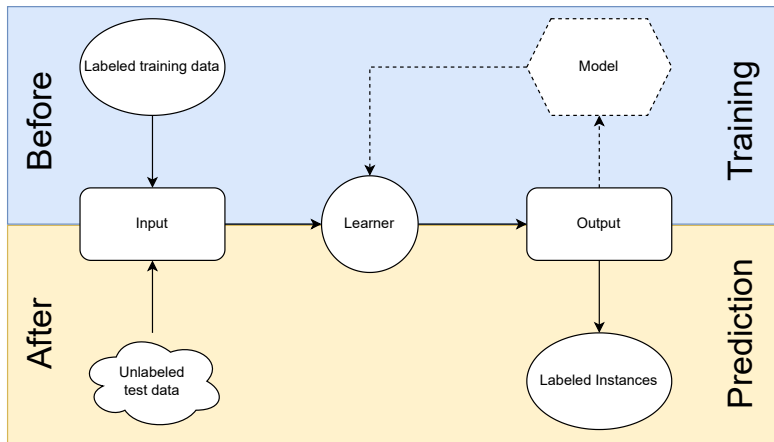 Before
Labeled training data
Model
Training
Input
Learner
Output
After
Unlabeled
test data
Labeled Instances
Prediction